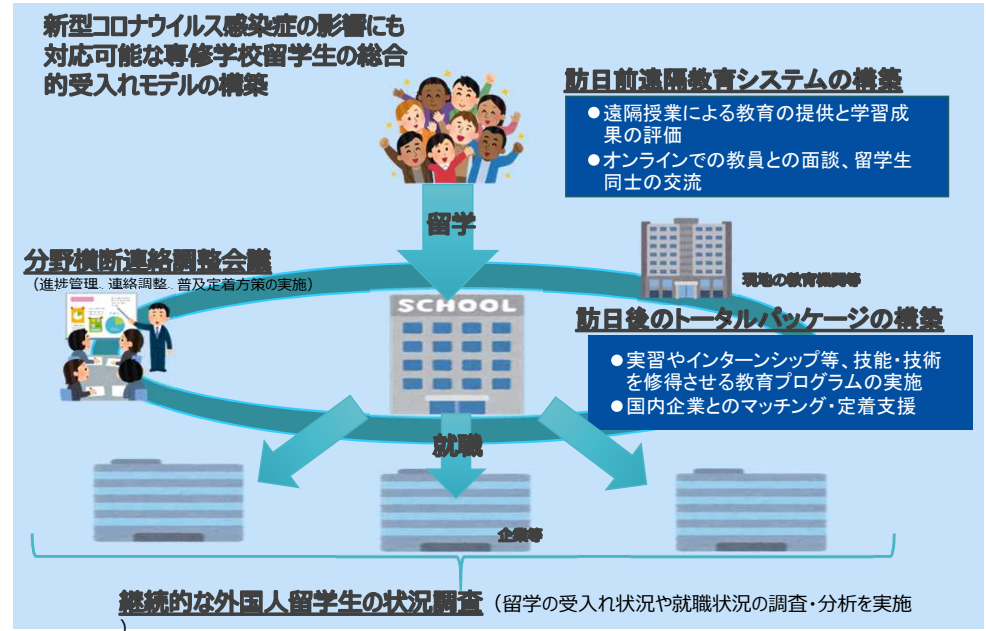 新型コロナウイルス感染症の影響にも
対応可能な専修学校留学生の総合
的受入れモデルの構築
訪日前遠隔教育システムの構築
●遠隔授業による教育の提供と学習成
果の評価
●オンラインでの教員との面談、留学生
同士の交流
留学
分野横断連絡調整会議
（進捗管理、連絡調整、普及定着方策の実施）
現地の教育機関等
SCHOOL
訪日後のトータルパッケージの構築
●実習やインターンシップ等、技能・技術
を修得させる教育プログラムの実施
●国内企業とのマッチング・定着支援
就職
企業等
継続的な外国人留学生の状況調査（留学の受入れ状況や就職状況の調査・分析を実施
）